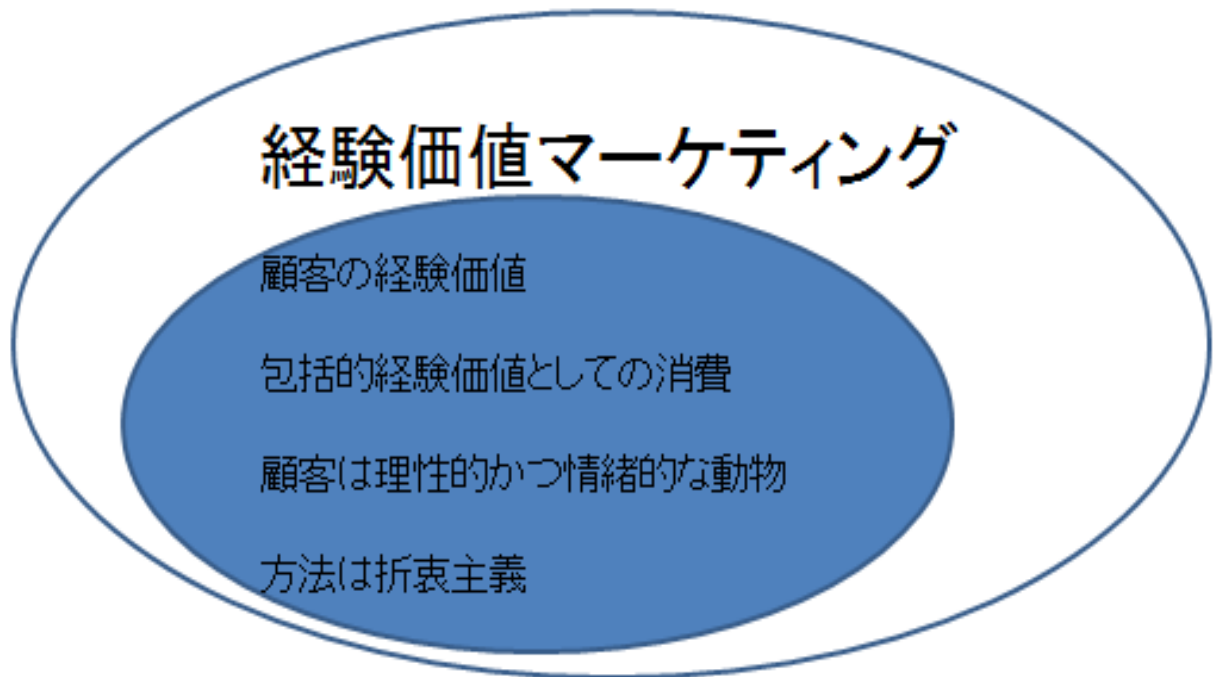 経験価値マーケティング
顧客の経験価値
包括的経験価値としての消費
顧客は理性的かつ情緒的な動物
方法は折衷主義